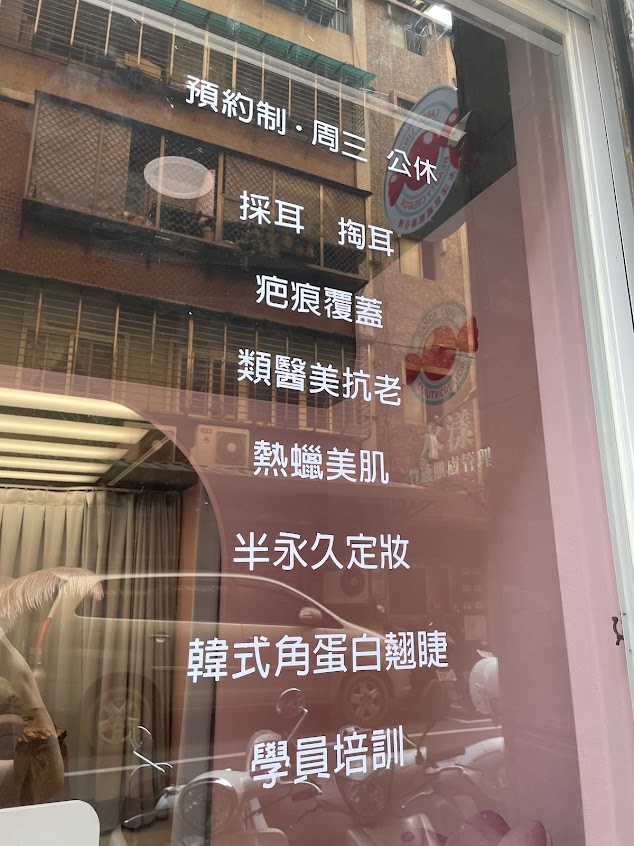 預約制·周三 公休
採耳 掏耳
疤痕覆蓋
類醫美抗老
熱蠟美肌
半永久定妝
韓式角蛋白翹睫
學員培訓